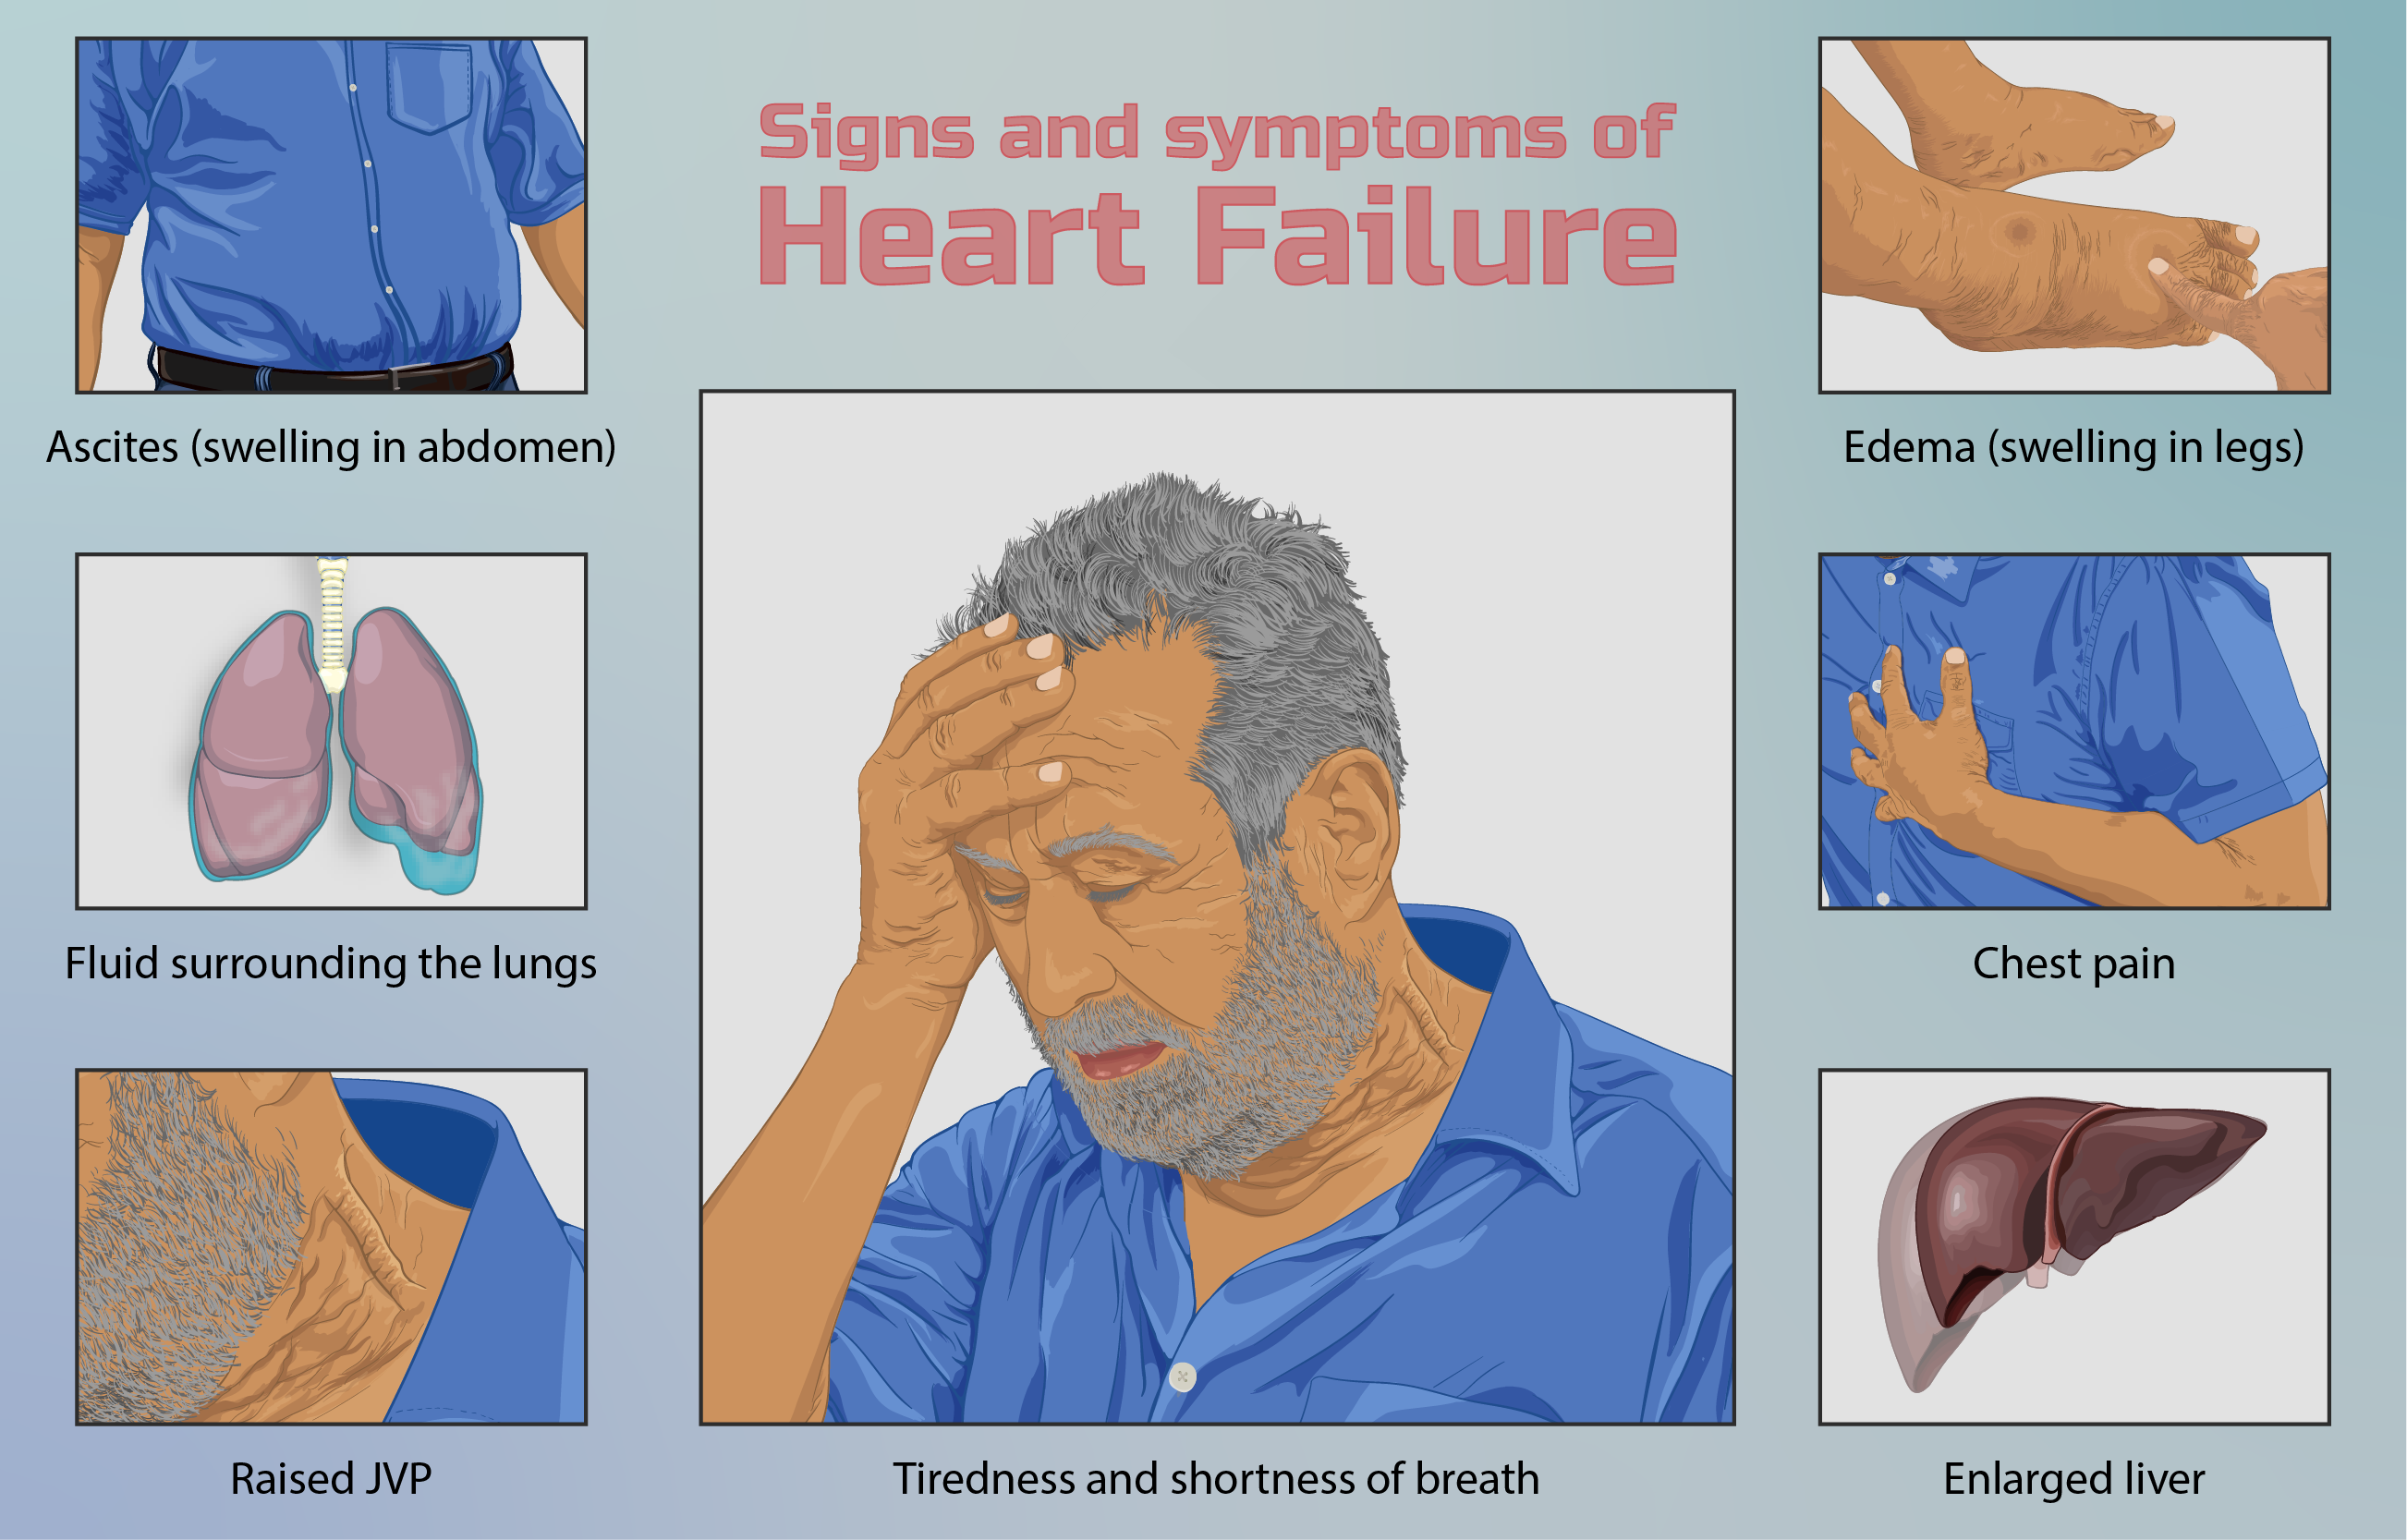 Signs and symptoms of
Heart Failure
Ascites (swelling in abdomen)
Edema (swelling in legs)
Fluid surrounding the lungs
Chest pain
Raised JVP
Tiredness and shortness of breath
Enlarged liver